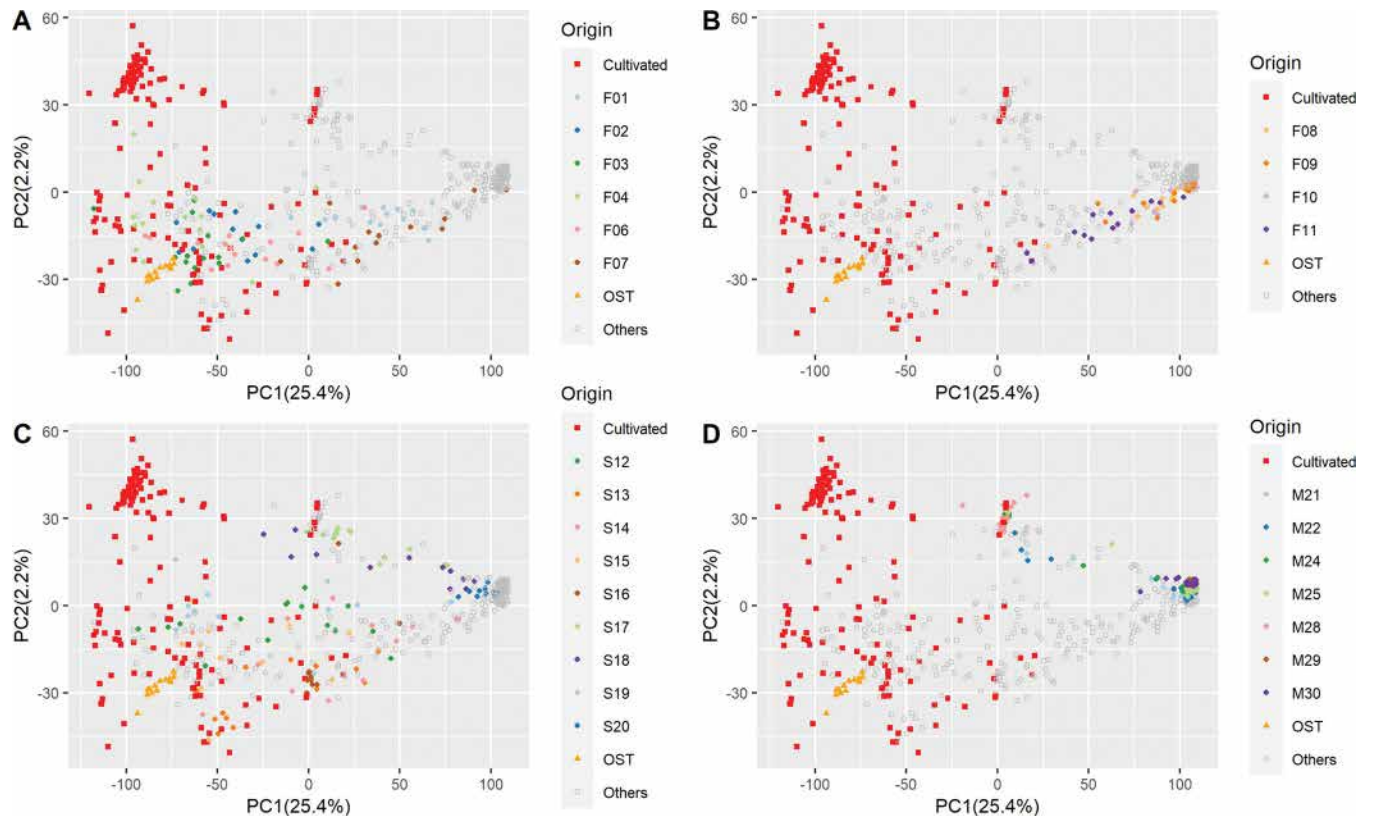 A
60
30
0
-30
PC2(2.2%)
-100
-50
0
50
100
PC1(25.4%)
Origin
Cultivated
F01
F02
F03
F04
F06
F07
OST
Others
B
60
30
0
-30
PC2(2.2%)
-100
-50
0
50
100
PC1(25.4%)
Origin
Cultivated
F08
F09
F10
F11
OST
Others
C
60
30
0
-30
PC2(2.2%)
-100
-50
0
50
100
PC1(25.4%)
Origin
Cultivated
S12
S13
S14
S15
S16
S17
S18
S19
S20
OST
Others
D
60
30
0
-30
PC2(2.2%)
-100
-50
0
50
100
PC1(25.4%)
Origin
Cultivated
M21
M22
M24
M25
M28
M29
M30
OST
Others